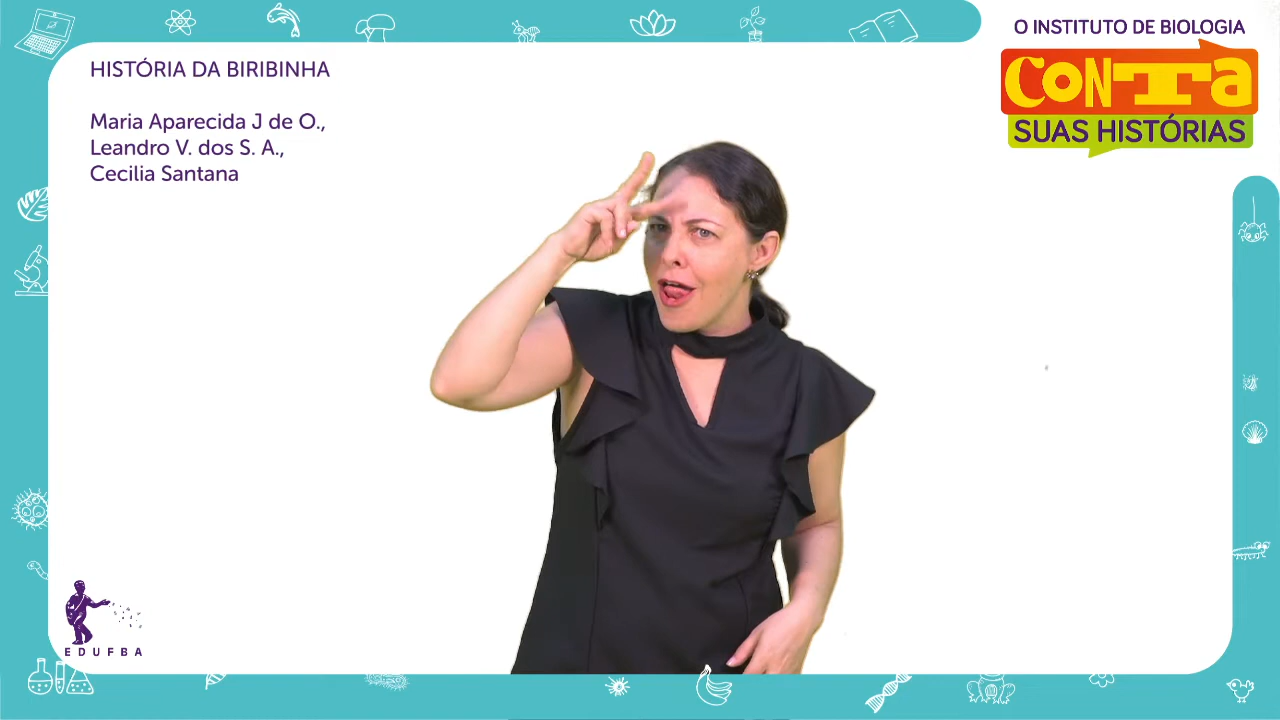 HISTÓRIA DA BIRIBINHA
Maria Aparecida J de O.,
Leandro V. dos S. A.,
Cecilia Santana
O INSTITUTO DE BIOLOGIA
CONTA
SUAS HISTÓRIAS
EDUFBA